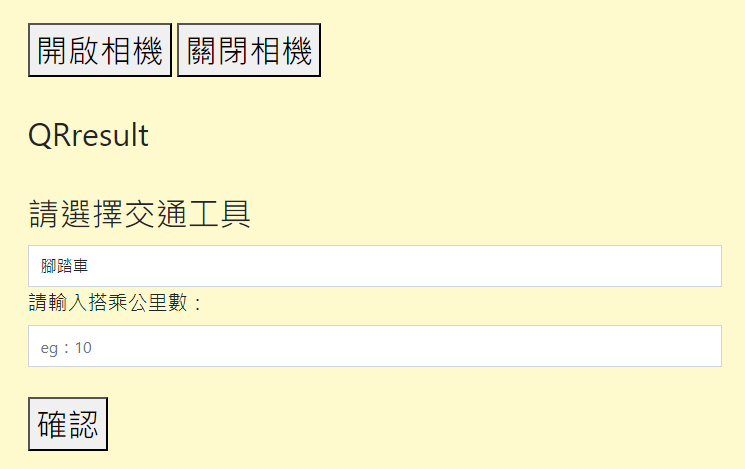 開啟相機 關閉相機
QRresult
請選擇交通工具
腳踏車
請輸入搭乘公里數：
eg：10
確認